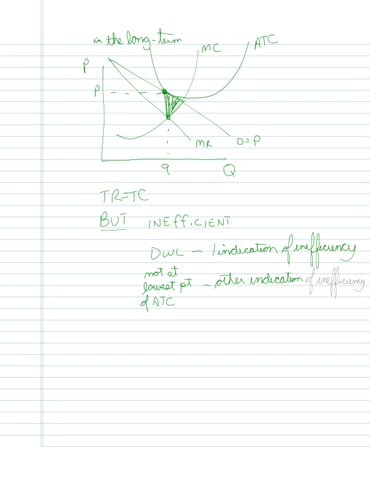 in the long-term
MC
ATC
P
P
MR
D=P
q
Q
TR=TC
BUT INEFFICIENT
DWL - 1 indication of inefficiency
not at
lowest pt - other indication of inefficiency
of ATC